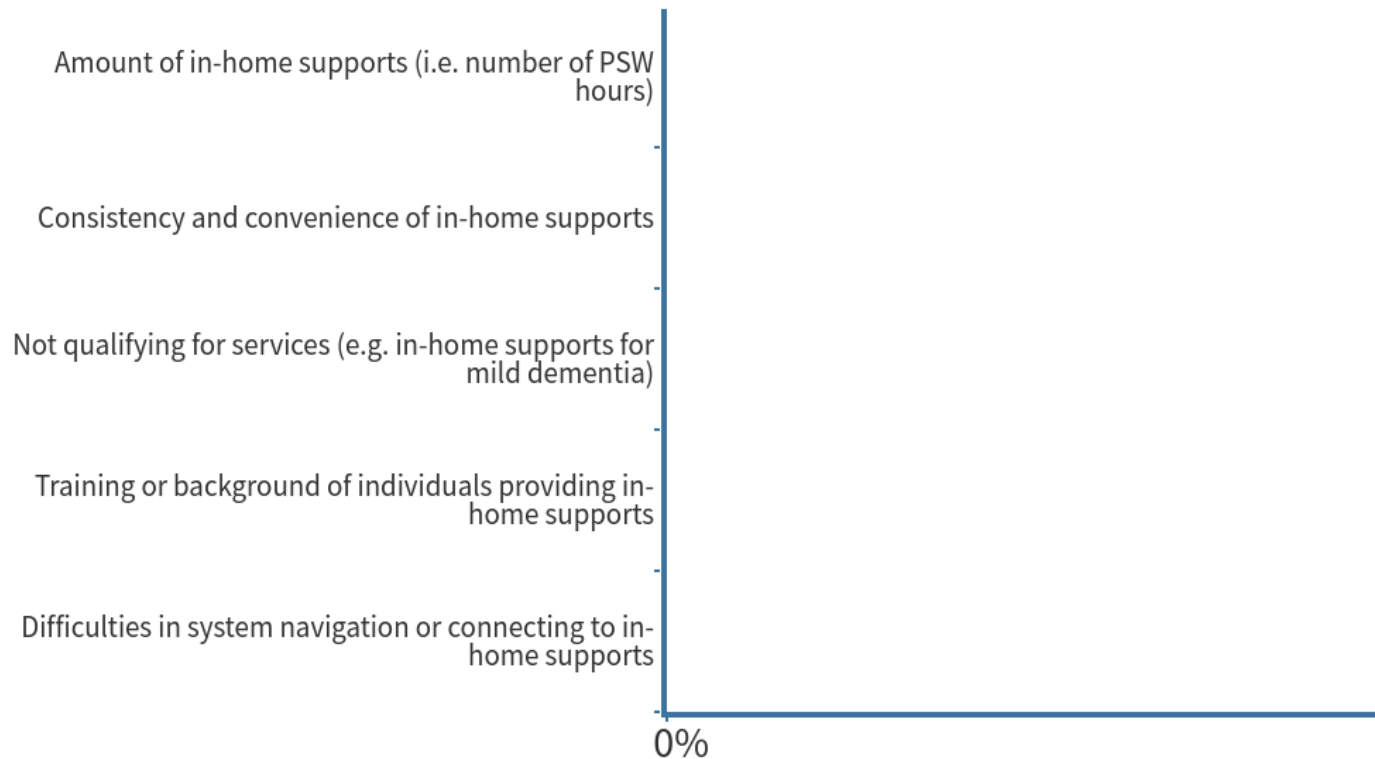 Amount of in-home supports (i.e. number of PSW
hours)
Consistency and convenience of in-home supports
Not qualifying for services (e.g. in-home supports for
mild dementia)
Training or background of individuals providing in-
home supports
Difficulties in system navigation or connecting to in-
home supports
0%